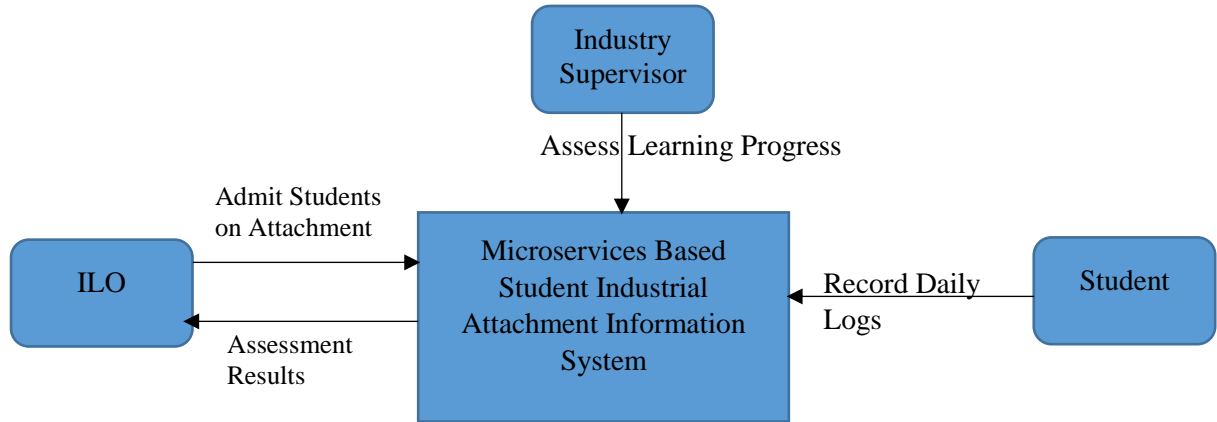 Industry
Supervisor
Assess Learning Progress
Admit Students
on Attachment
ILO
Assessment
Results
Microservices Based
Student Industrial
Attachment Information
System
Record Daily
Logs
Student